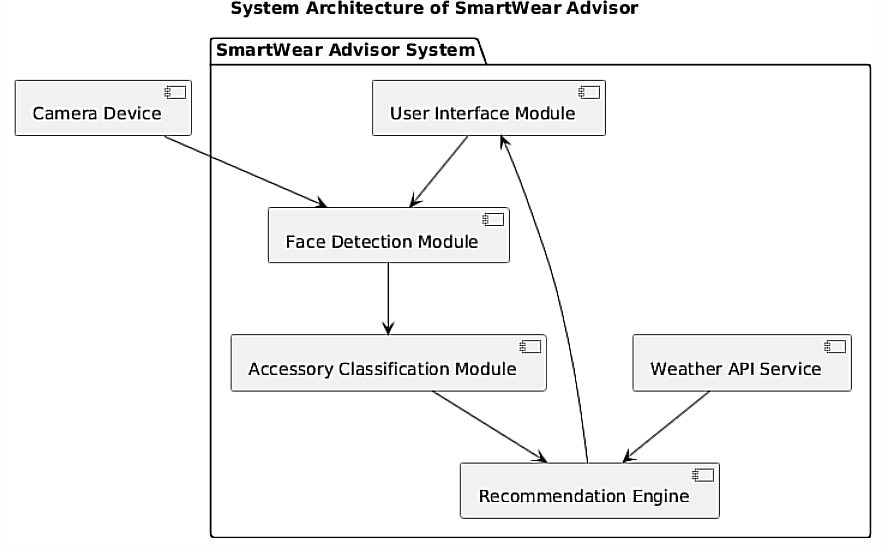 System Architecture of SmartWear Advisor
SmartWear Advisor System
Camera Device
User Interface Module
Face Detection Module
Accessory Classification Module
Weather API Service
Recommendation Engine